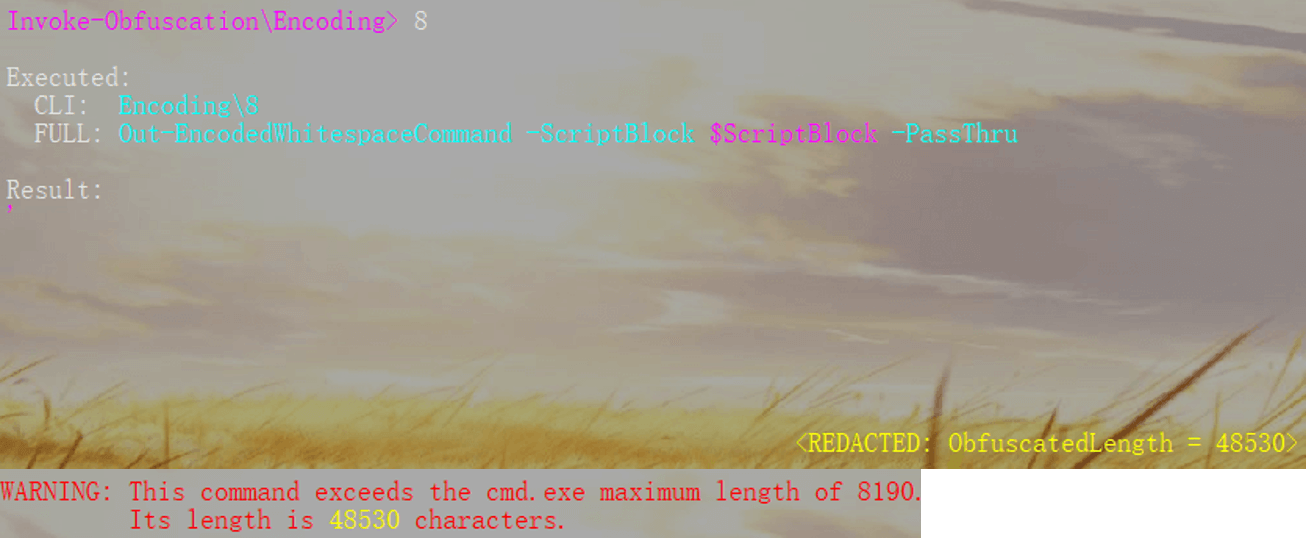 Invoke-Obfuscation\Encoding> 8
Executed:
CLI: Encoding\8
FULL: Out-EncodedWhitespaceCommand -ScriptBlock $ScriptBlock -PassThru
Result:
'
<REDACTED: ObfuscatedLength = 48530>
WARNING: This command exceeds the cmd.exe maximum length of 8190.
Its length is 48530 characters.